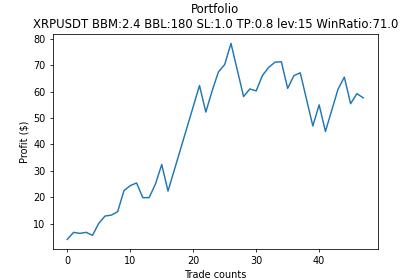 Portfolio
XRPUSDT BBM:2.4 BBL:180 SL:1.0 TP:0.8 lev:15 WinRatio:71.0
80
70
60
50
40
30
20
10
Profit ($)
0 10 20 30 40
Trade counts